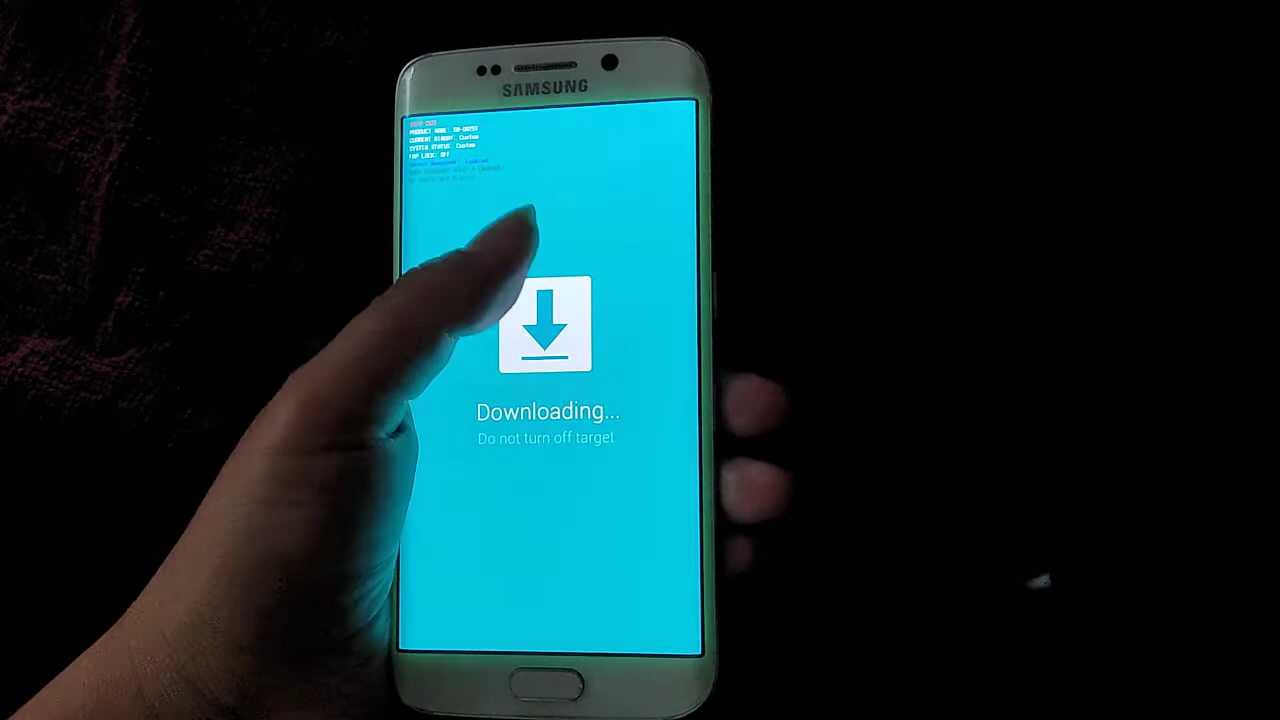 SAMSUNG
PRODUCT NAME: SM-G925T
CURRENT BINARY: Custom
SYSTEM STATUS: Custom
FRP LOCK: OFF
Downloading...
Do not turn off target